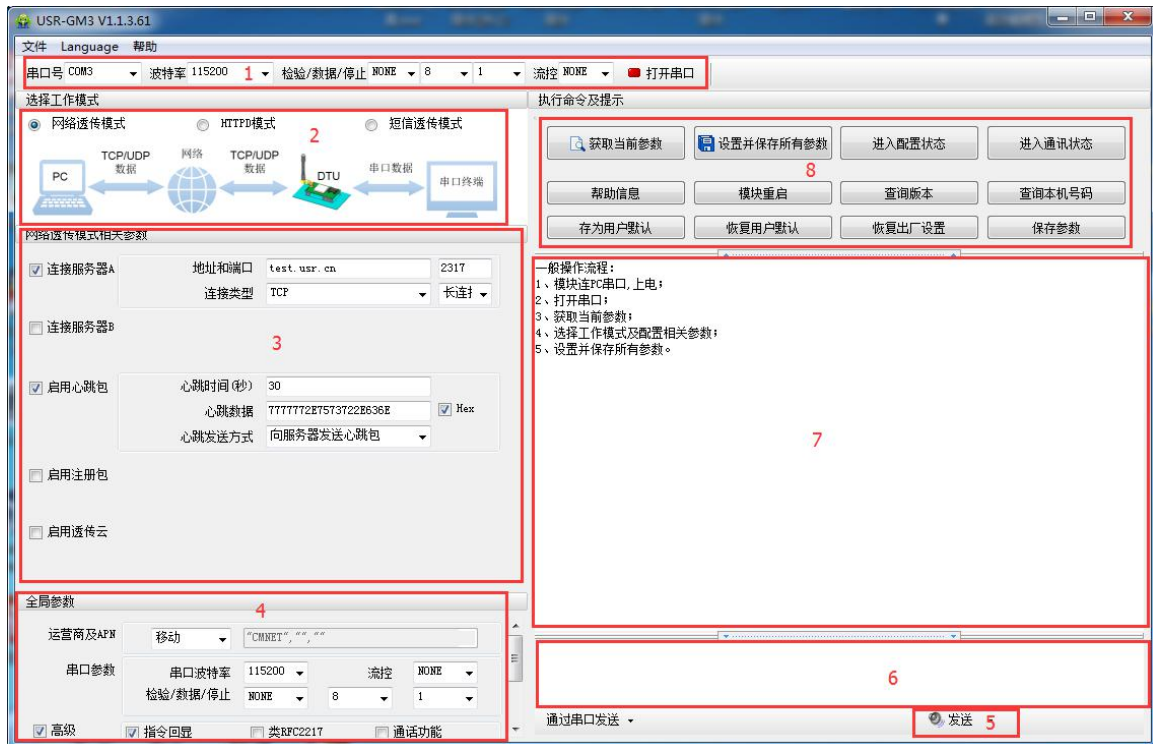 USR-GM3 V1.1.3.61
文件 Language 帮助
串口号 COM3 波特率 115200 1 检验/数据/停止 NONE 8 1 流控 NONE 打开串口
选择工作模式
网络透传模式 HTTPD模式 短信透传模式
2
PC TCP/UDP 数据 网络 TCP/UDP 数据 DTU 串口数据 串口终端
网络透传模式相关参数
连接服务器A 地址和端口 test.usr.cn 2317
连接类型 TCP 长连接
连接服务器B
3
启用心跳包 心跳时间(秒) 30
心跳数据 7777772E7573722E636E Hex
心跳发送方式 向服务器发送心跳包
启用注册包
启用透传云
全局参数
4
运营商及APN 移动 "CMNET","",""
串口参数 串口波特率 115200 流控 NONE
检验/数据/停止 NONE 8 1
高级 指令回显 类RFC2217 通话功能
执行命令及提示
获取当前参数 设置并保存所有参数 进入配置状态 进入通讯状态
8
帮助信息 模块重启 查询版本 查询本机号码
存为用户默认 恢复用户默认 恢复出厂设置 保存参数
一般操作流程：
1、模块连PC串口,上电；
2、打开串口；
3、获取当前参数；
4、选择工作模式及配置相关参数；
5、设置并保存所有参数。
7
6
通过串口发送 发送 5